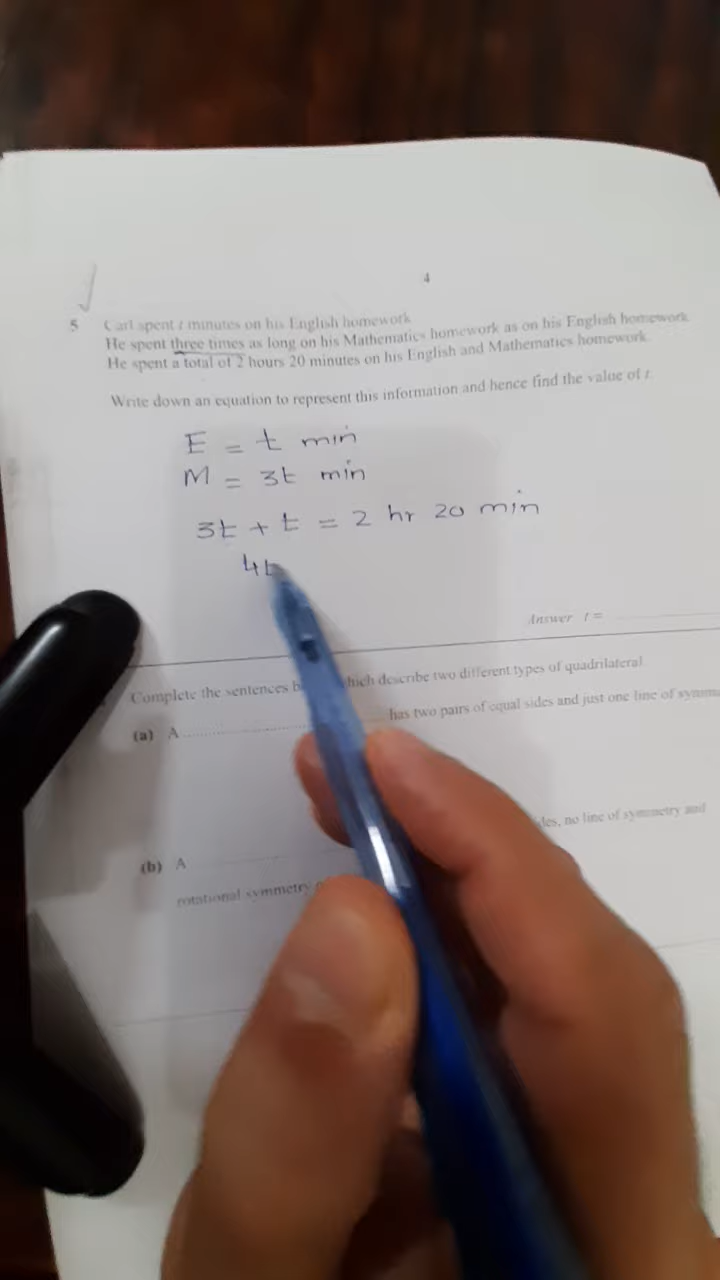 4
5 Carl spent t minutes on his English homework
He spent three times as long on his Mathematics homework as on his English homework
He spent a total of 2 hours 20 minutes on his English and Mathematics homework.
Write down an equation to represent this information and hence find the value of t
E = t min
M = 3t min
3t + t = 2 hr 20 min
4t
Answer t =
Complete the sentences which describe two different types of quadrilateral
(a) A has two pairs of equal sides and just one line of
no line of symmetry and
(b) A
rotational symmetry